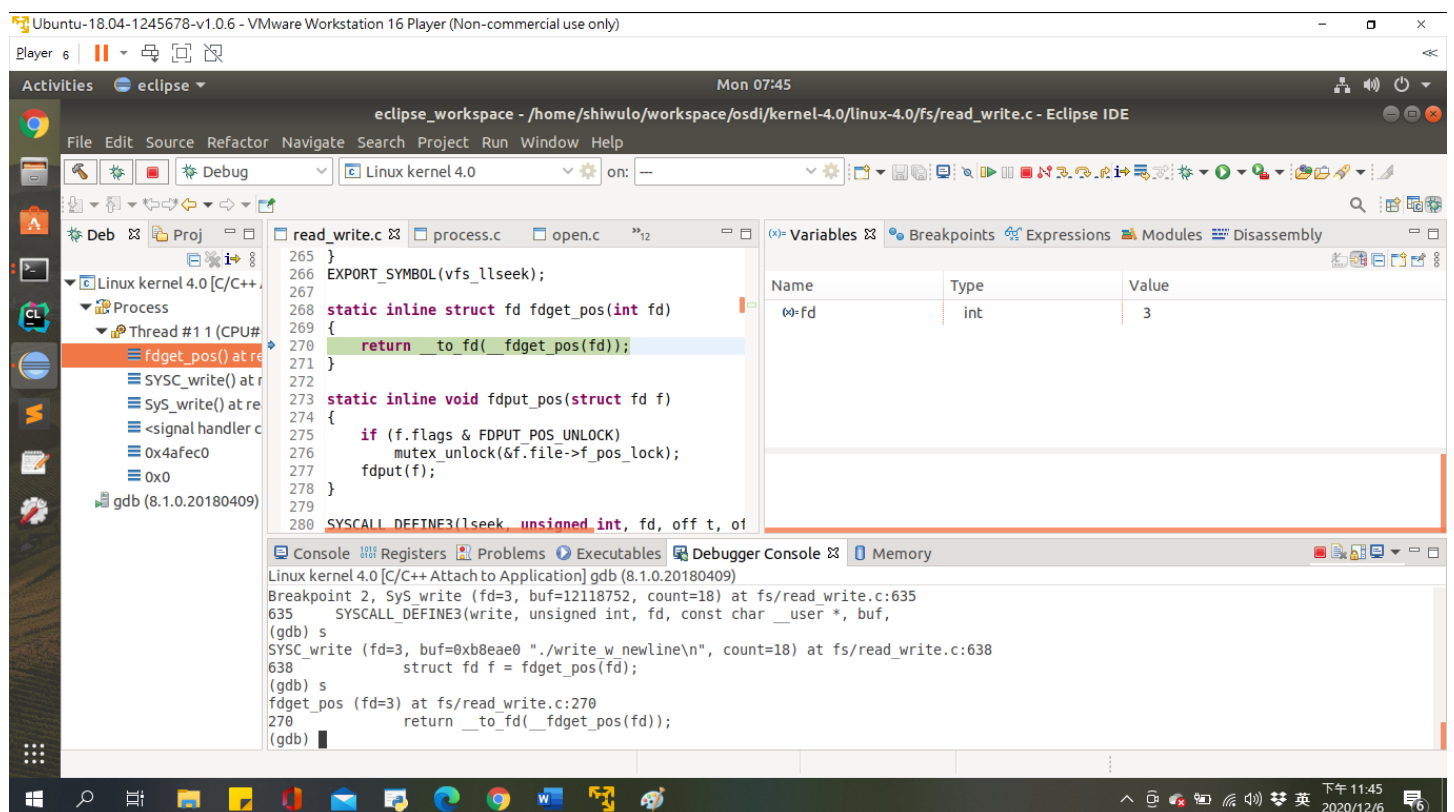 Ubuntu-18.04-1245678-v1.0.6 - VMware Workstation 16 Player (Non-commercial use only)
Player 6
Activities eclipse Mon 07:45
eclipse_workspace - /home/shiwulo/workspace/osdi/kernel-4.0/linux-4.0/fs/read_write.c - Eclipse IDE
File Edit Source Refactor Navigate Search Project Run Window Help
Debug Linux kernel 4.0 on: ---
Deb Proj read_write.c process.c open.c »12 (x)= Variables Breakpoints Expressions Modules Disassembly
Linux kernel 4.0 [C/C++
Process
Thread #1 1 (CPU#
fdget_pos() at re
SYSC_write() at r
SyS_write() at re
<signal handler c
0x4afec0
0x0
gdb (8.1.0.20180409)
265 }
266 EXPORT_SYMBOL(vfs_llseek);
267
268 static inline struct fd fdget_pos(int fd)
269 {
270 return __to_fd(__fdget_pos(fd));
271 }
272
273 static inline void fdput_pos(struct fd f)
274 {
275 if (f.flags & FDPUT_POS_UNLOCK)
276 mutex_unlock(&f.file->f_pos_lock);
277 fdput(f);
278 }
279
280 SYSCALL_DEFINE3(lseek, unsigned int, fd, off_t, of
Name Type Value
(x)= fd int 3
Console Registers Problems Executables Debugger Console Memory
Linux kernel 4.0 [C/C++ Attach to Application] gdb (8.1.0.20180409)
Breakpoint 2, SyS_write (fd=3, buf=12118752, count=18) at fs/read_write.c:635
635 SYSCALL_DEFINE3(write, unsigned int, fd, const char __user *, buf,
(gdb) s
SYSC_write (fd=3, buf=0xb8eae0 "./write_w_newline\n", count=18) at fs/read_write.c:638
638 struct fd f = fdget_pos(fd);
(gdb) s
fdget_pos (fd=3) at fs/read_write.c:270
270 return __to_fd(__fdget_pos(fd));
(gdb)
英 下午 11:45
2020/12/6